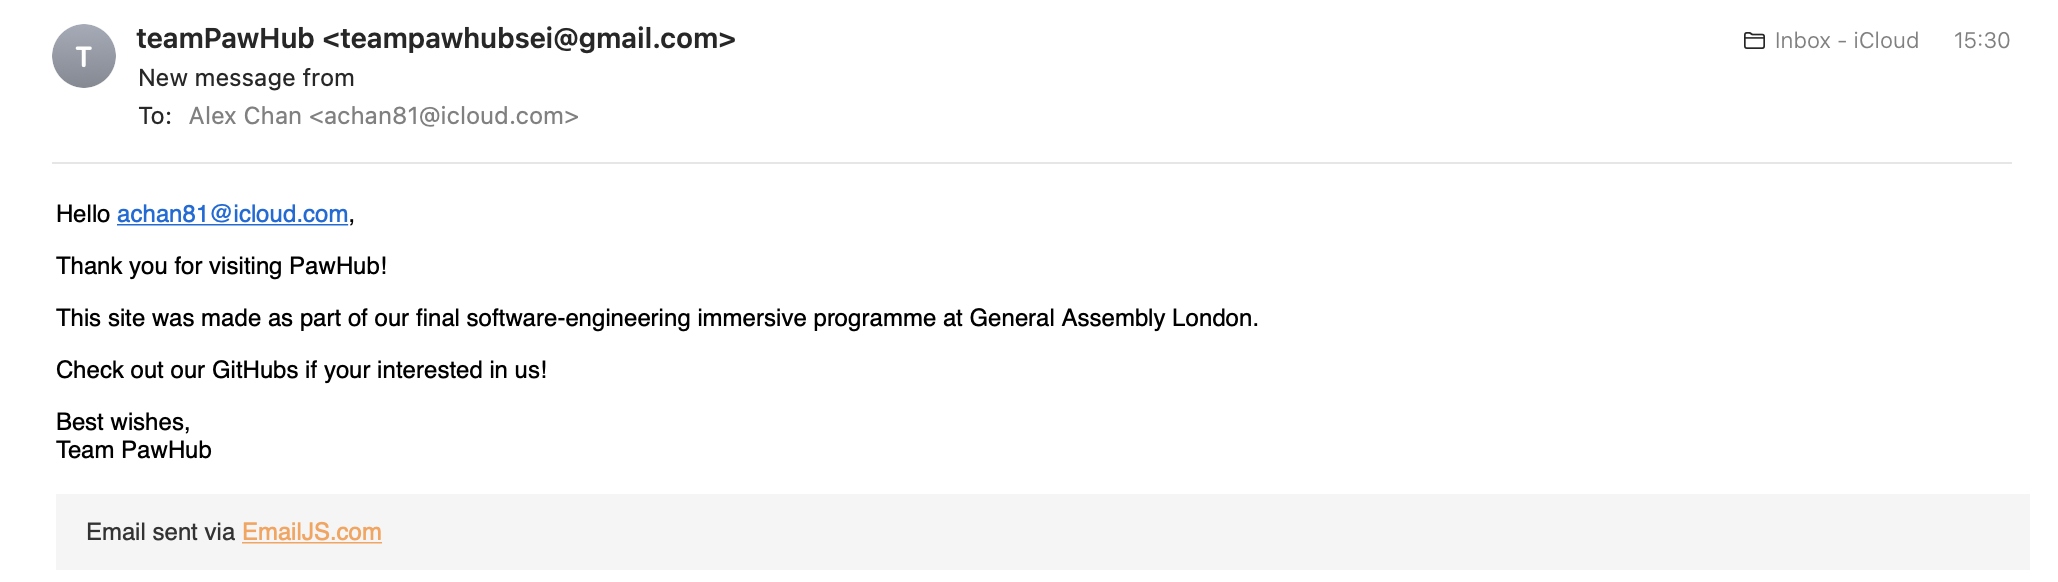 T
teamPawHub <teampawhubsei@gmail.com>
Inbox - iCloud 15:30
New message from
To: Alex Chan <achan81@icloud.com>
Hello achan81@icloud.com,
Thank you for visiting PawHub!
This site was made as part of our final software-engineering immersive programme at General Assembly London.
Check out our GitHubs if your interested in us!
Best wishes,
Team PawHub
Email sent via EmailJS.com